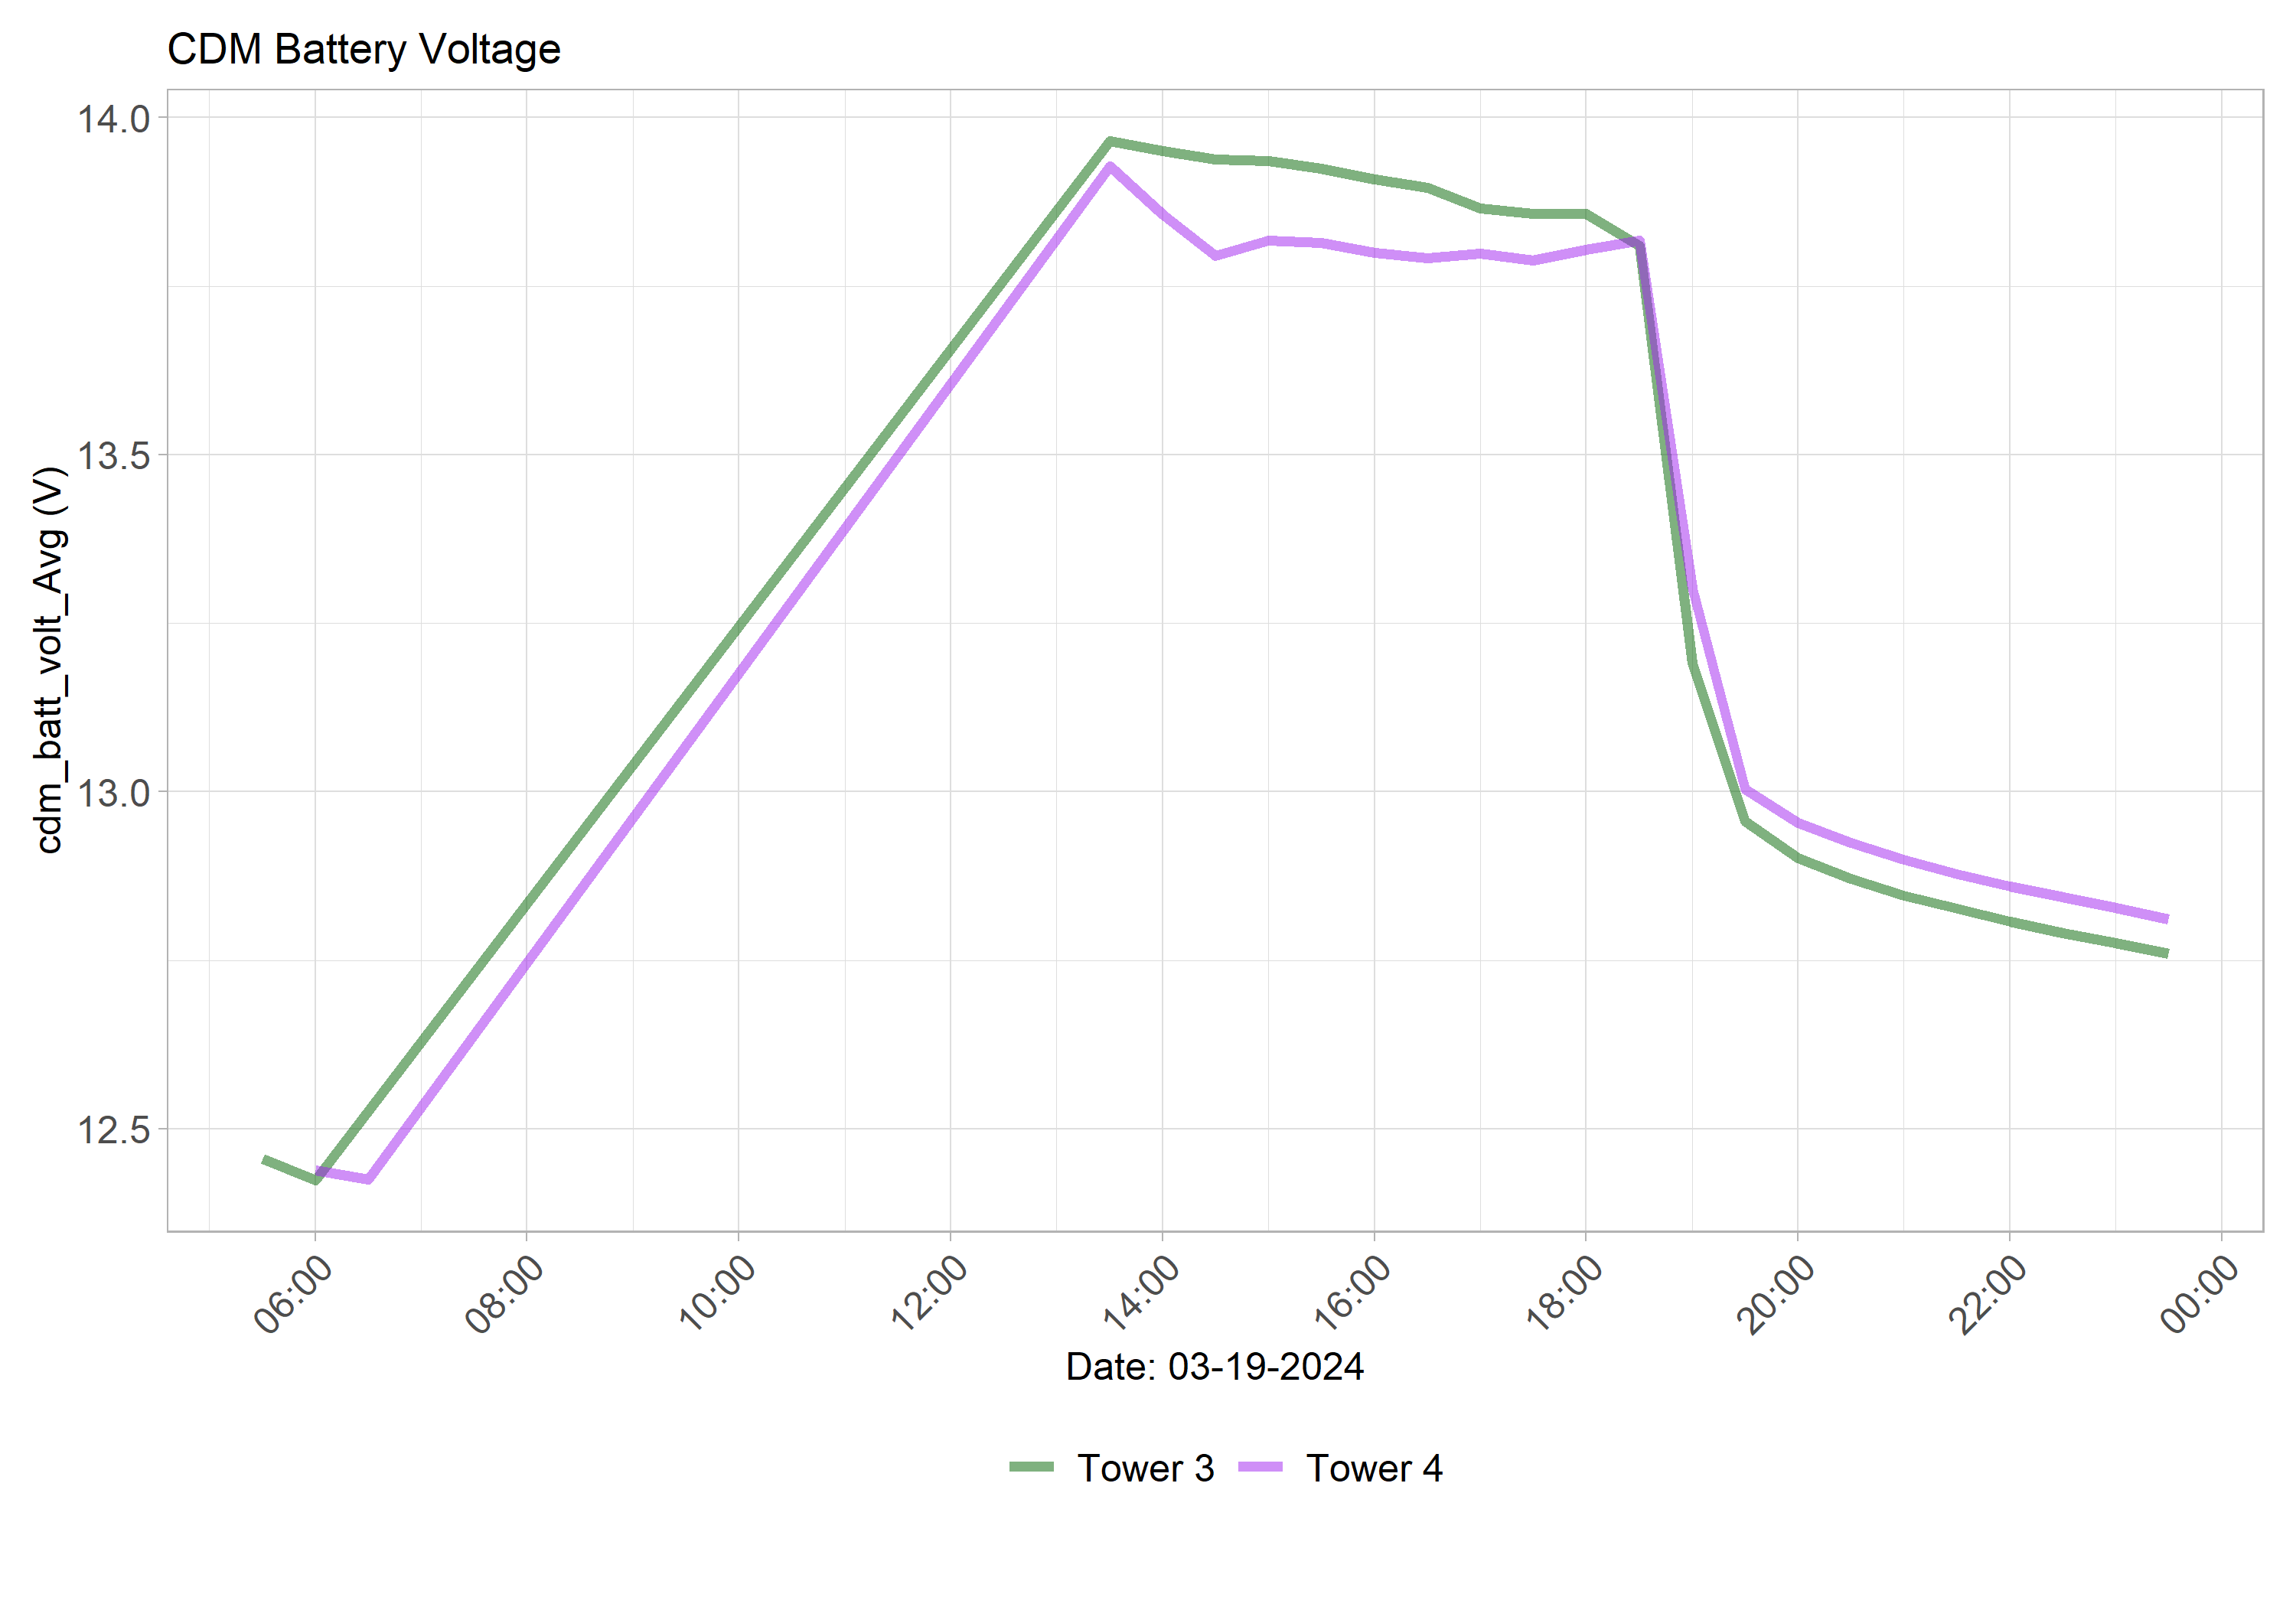 CDM Battery Voltage
cdm_batt_volt_Avg (V)
14.0
13.5
13.0
12.5
06:00
08:00
10:00
12:00
14:00
16:00
18:00
20:00
22:00
00:00
Date: 03-19-2024
Tower 3
Tower 4